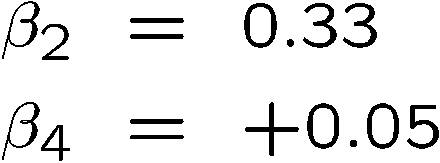 β₂ = 0.33
β₄ = +0.05